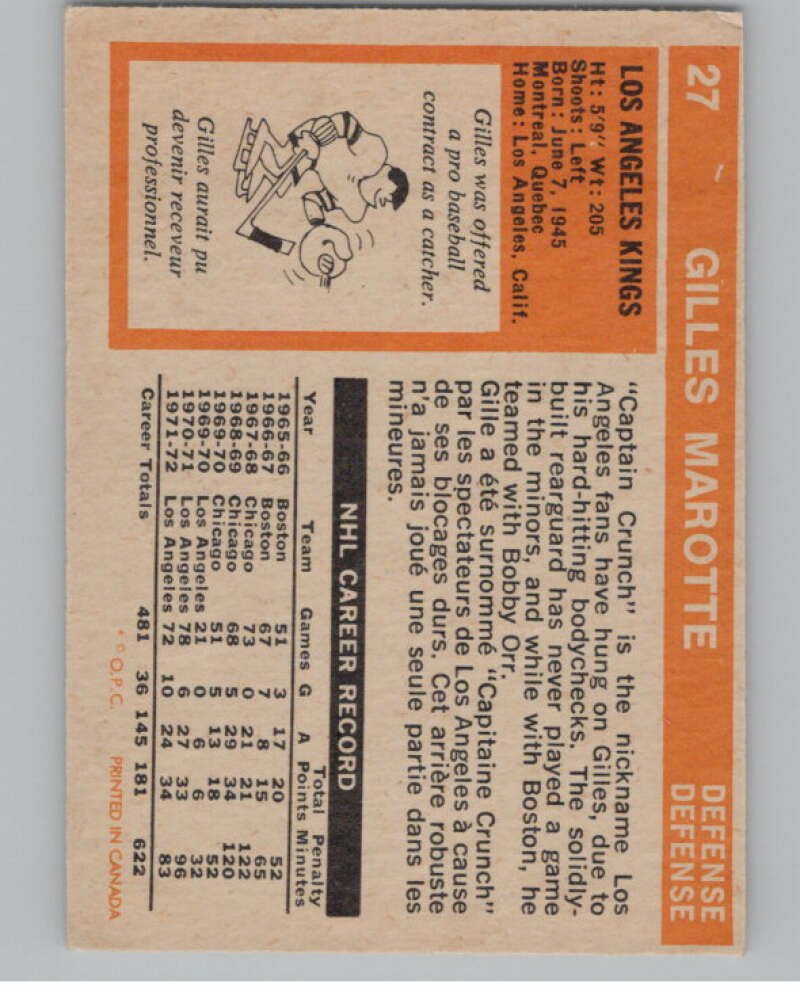 27 GILLES MAROTTE DEFENSE
DEFENSE
LOS ANGELES KINGS
Ht: 5'9" Wt: 205
Shoots: Left
Born: June 7, 1945
Montreal, Quebec
Home: Los Angeles, Calif.
Gilles was offered
a pro baseball
contract as a catcher.
Gilles aurait pu
devenir receveur
professionnel.
"Captain Crunch" is the nickname Los
Angeles fans have hung on Gilles, due to
his hard-hitting bodychecks. The solidly-
built rearguard has never played a game
in the minors, and while with Boston, he
teamed with Bobby Orr.
Gille a été surnommé "Capitaine Crunch"
par les spectateurs de Los Angeles à cause
de ses blocages durs. Cet arrière robuste
n'a jamais joué une seule partie dans les
mineures.
NHL CAREER RECORD
Total Penalty
Year Team Games G A Points Minutes
1965-66 Boston 51 3 17 20 52
1966-67 Boston 67 7 8 15 65
1967-68 Chicago 73 0 21 21 122
1968-69 Chicago 68 5 29 34 120
1969-70 Chicago 51 5 13 18 52
1969-70 Los Angeles 21 0 6 6 32
1970-71 Los Angeles 78 6 27 33 96
1971-72 Los Angeles 72 10 24 34 83
Career Totals 481 36 145 181 622
* © O.P.C. PRINTED IN CANADA